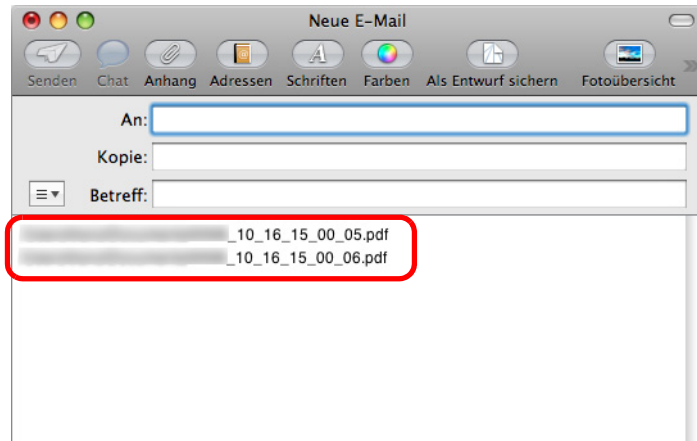 Neue E-Mail
Senden Chat Anhang Adressen Schriften Farben Als Entwurf sichern Fotoübersicht
An:
Kopie:
Betreff:
_10_16_15_00_05.pdf
_10_16_15_00_06.pdf